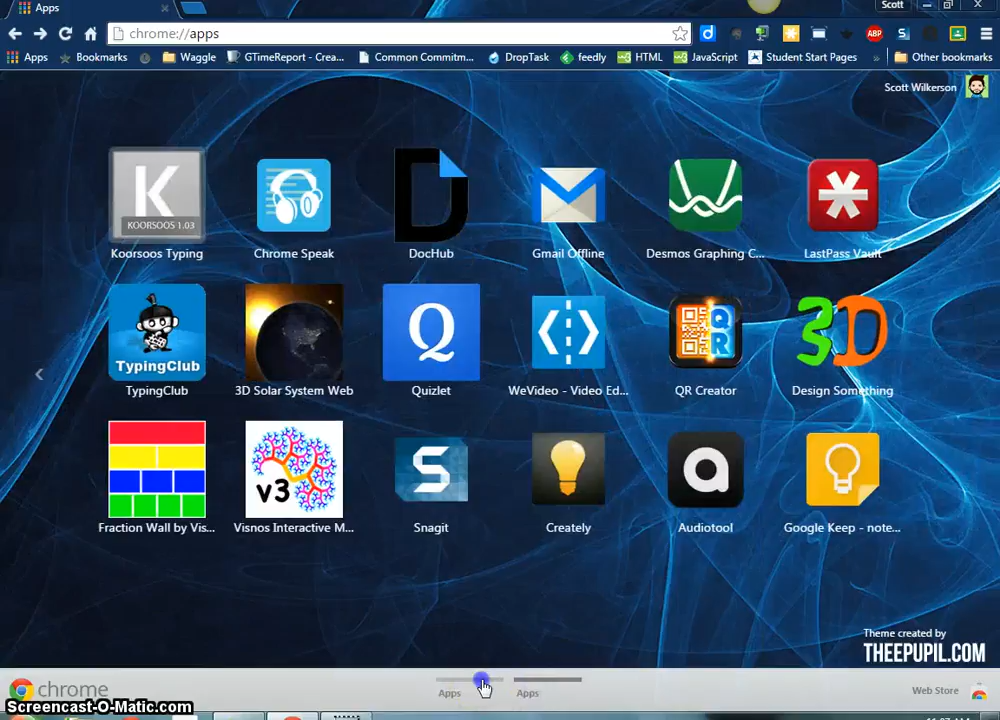 Apps
Scott
chrome://apps
ABP
S
Apps
Bookmarks
Waggle
GTimeReport - Crea...
Common Commitm...
DropTask
feedly
HTML
JavaScript
Student Start Pages
»
Other bookmarks
Scott Wilkerson
K
KOORSOOS 1.03
D
Koorsoos Typing
Chrome Speak
DocHub
Gmail Offline
Desmos Graphing C...
LastPass Vault
TypingClub
Q
QR
3D
TypingClub
3D Solar System Web
Quizlet
WeVideo - Video Ed...
QR Creator
Design Something
v3
S
a
Fraction Wall by Vis...
Visnos Interactive M...
Snagit
Creately
Audiotool
Google Keep - note...
Theme created by
THEEPUPIL.COM
chrome
Apps
Apps
Web Store
Screencast-O-Matic.com